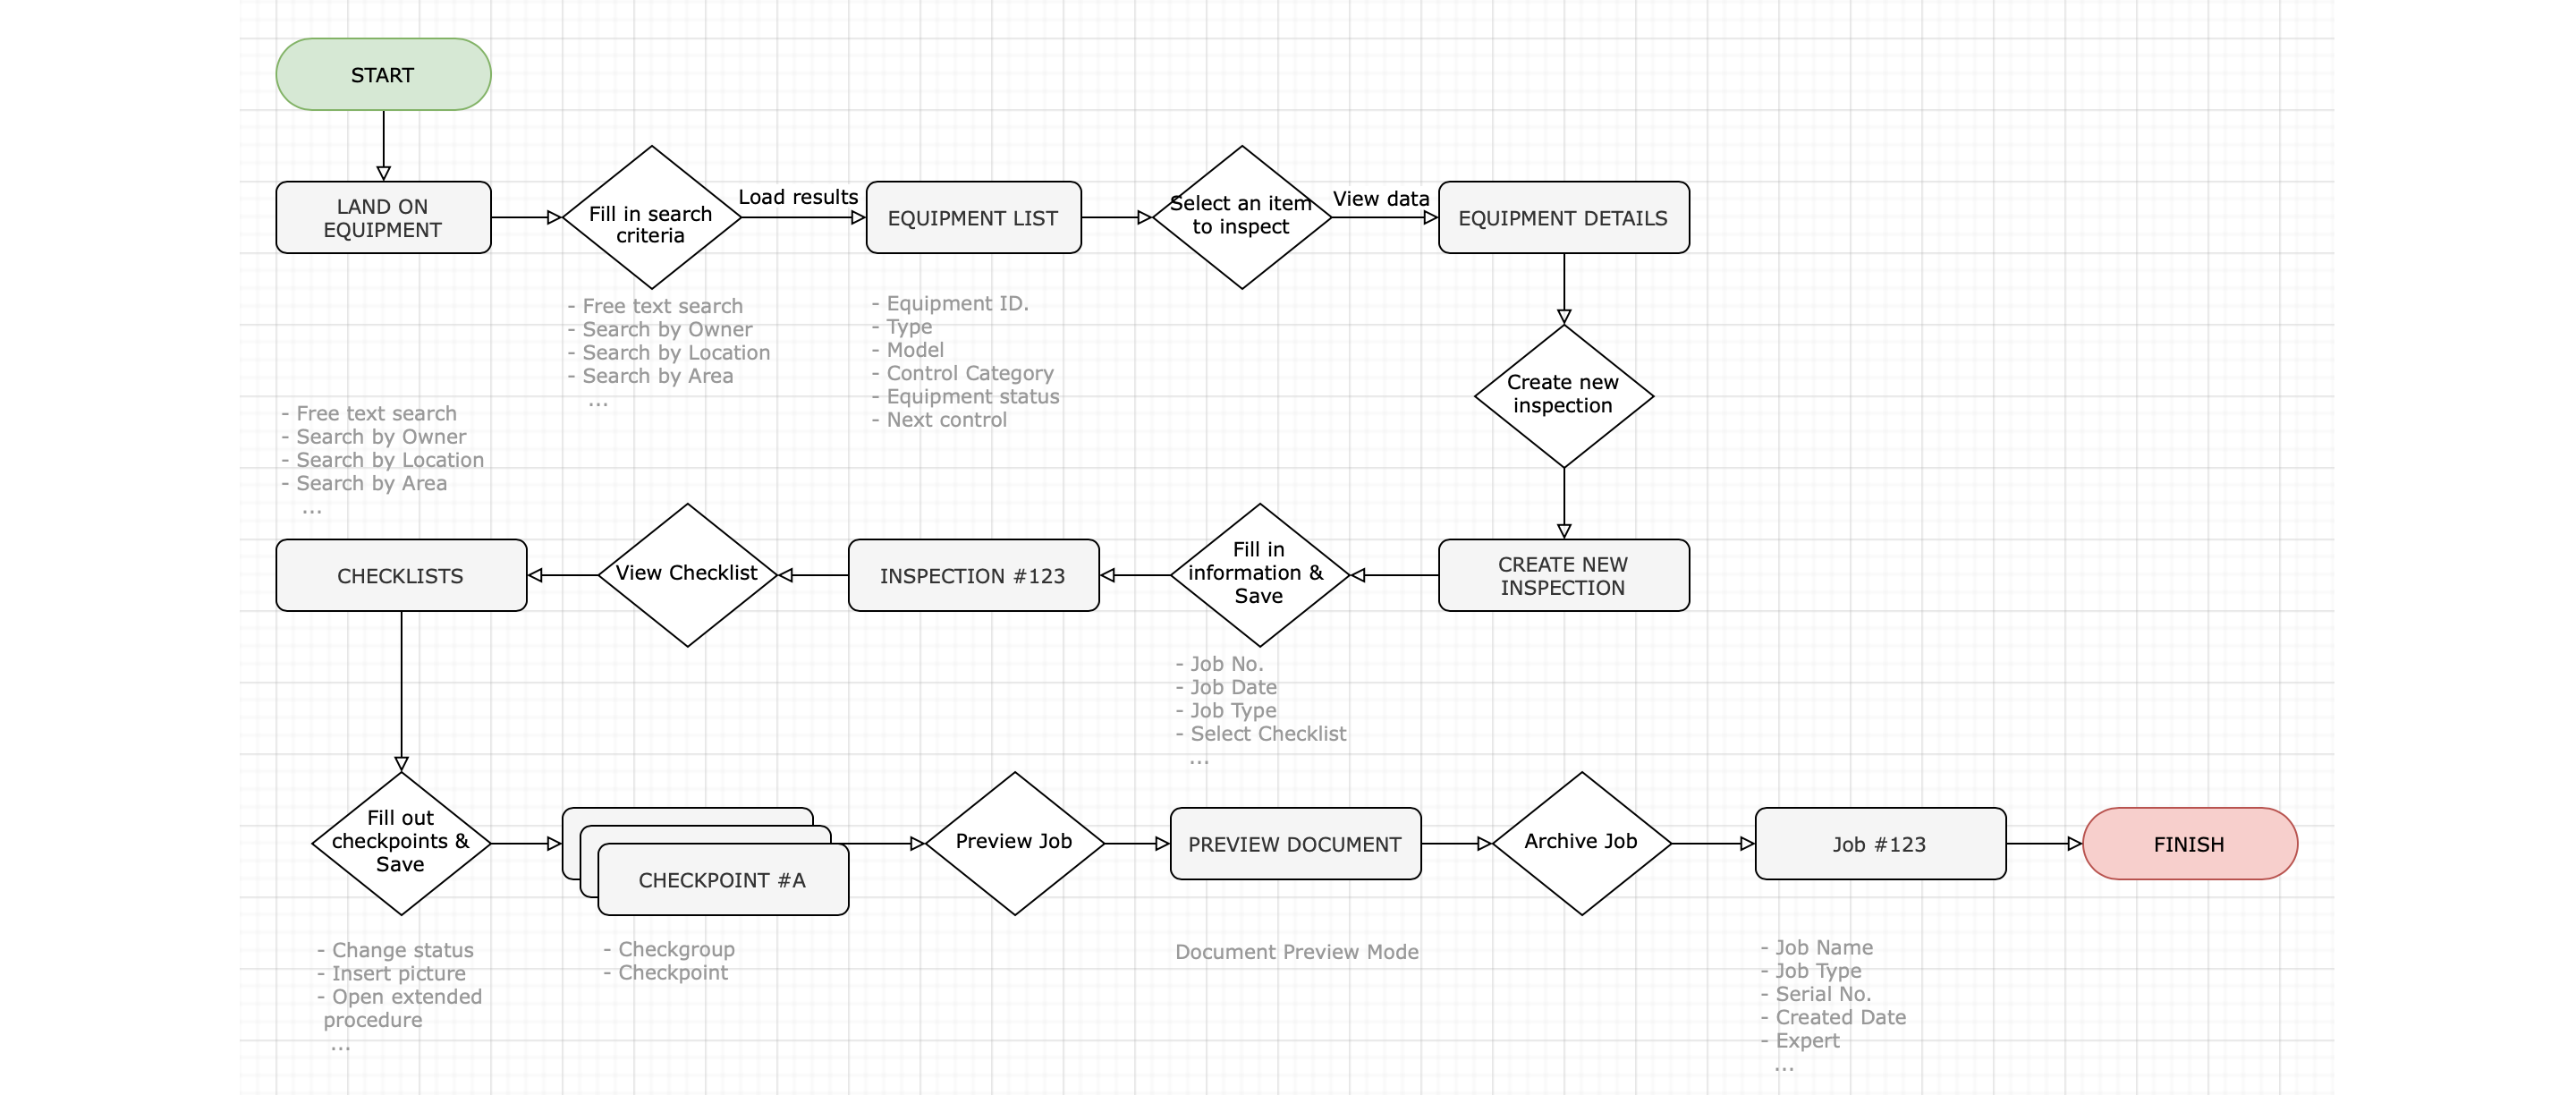 START
LAND ON
EQUIPMENT
Fill in search
criteria
Load results
EQUIPMENT LIST
Select an item
to inspect
View data
EQUIPMENT DETAILS
- Free text search
- Search by Owner
- Search by Location
- Search by Area
...
- Equipment ID.
- Type
- Model
- Control Category
- Equipment status
- Next control
Create new
inspection
- Free text search
- Search by Owner
- Search by Location
- Search by Area
...
CREATE NEW
INSPECTION
Fill in
information &
Save
- Job No.
- Job Date
- Job Type
- Select Checklist
...
INSPECTION #123
View Checklist
CHECKLISTS
Fill out
checkpoints &
Save
- Change status
- Insert picture
- Open extended
procedure
...
CHECKPOINT #A
- Checkgroup
- Checkpoint
Preview Job
PREVIEW DOCUMENT
Document Preview Mode
Archive Job
Job #123
- Job Name
- Job Type
- Serial No.
- Created Date
- Expert
...
FINISH